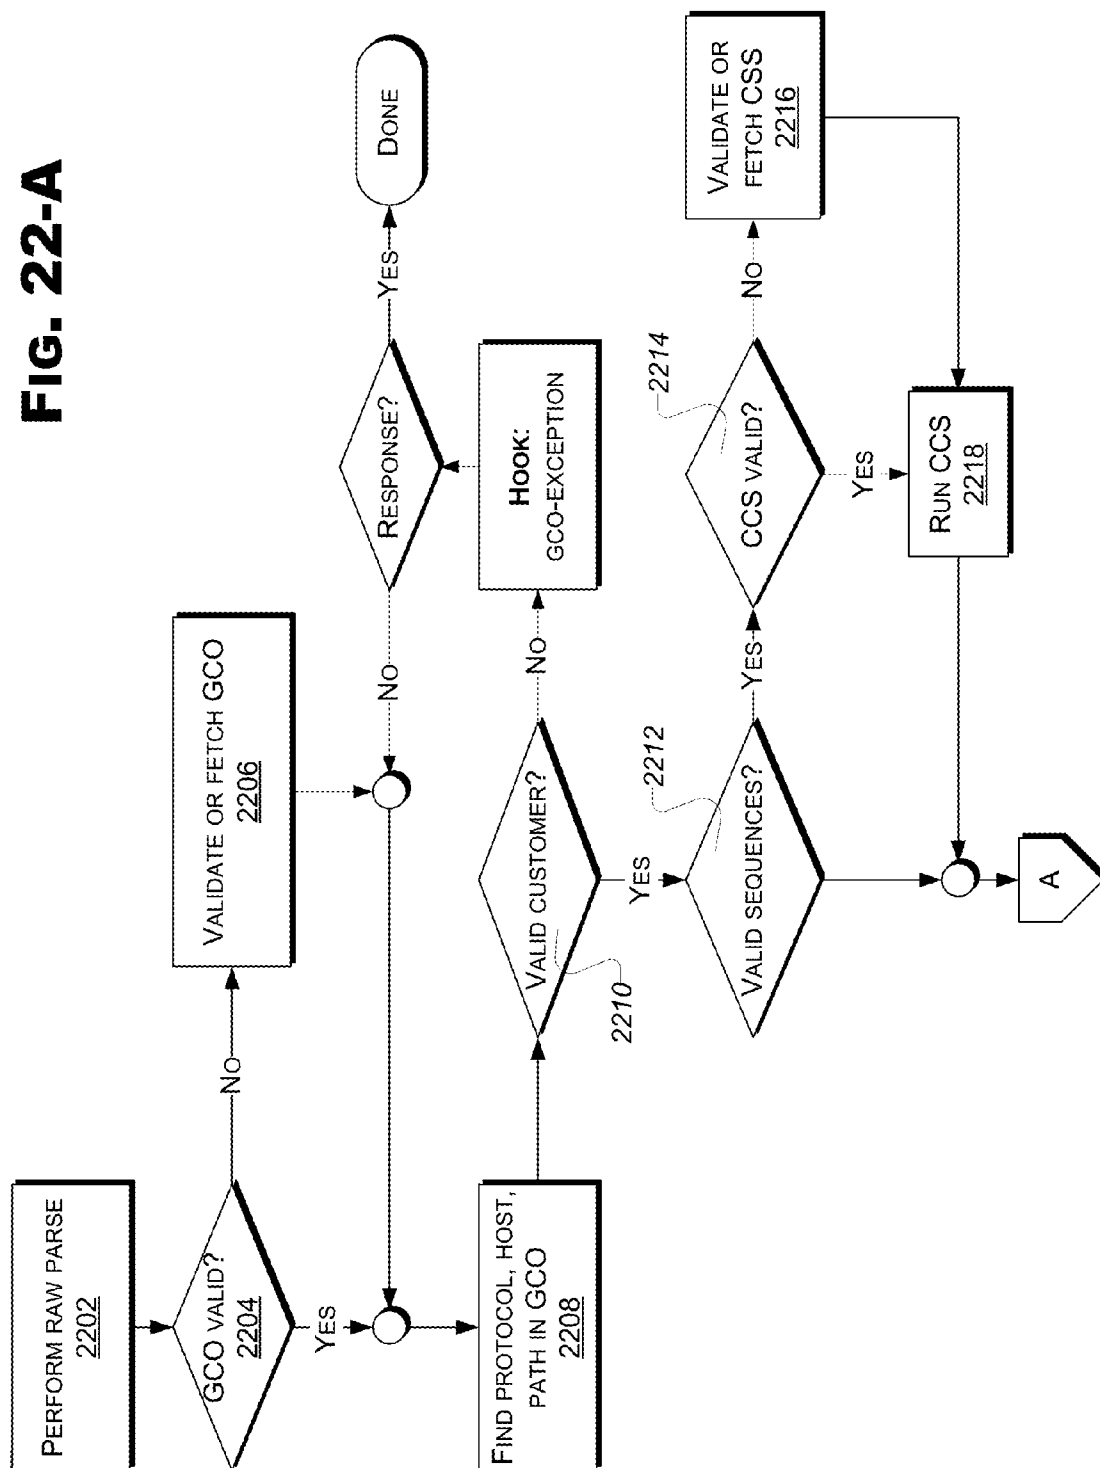 FIG. 22-A
PERFORM RAW PARSE
2202
GCO VALID?
2204
NO
YES
VALIDATE OR FETCH GCO
2206
FIND PROTOCOL, HOST,
PATH IN GCO
2208
VALID CUSTOMER?
2210
NO
YES
HOOK:
GCO-EXCEPTION
RESPONSE?
NO
YES
DONE
VALID SEQUENCES?
2212
YES
CCS VALID?
2214
NO
YES
VALIDATE OR
FETCH CSS
2216
RUN CCS
2218
A